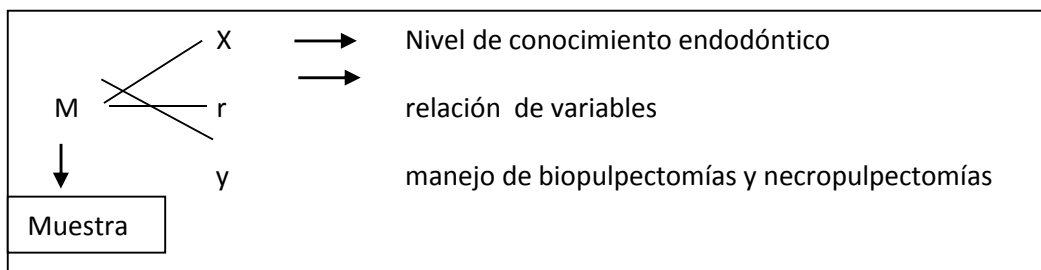 X Nivel de conocimiento endodóntico
M r relación de variables
y manejo de biopulpectomías y necropulpectomías
Muestra